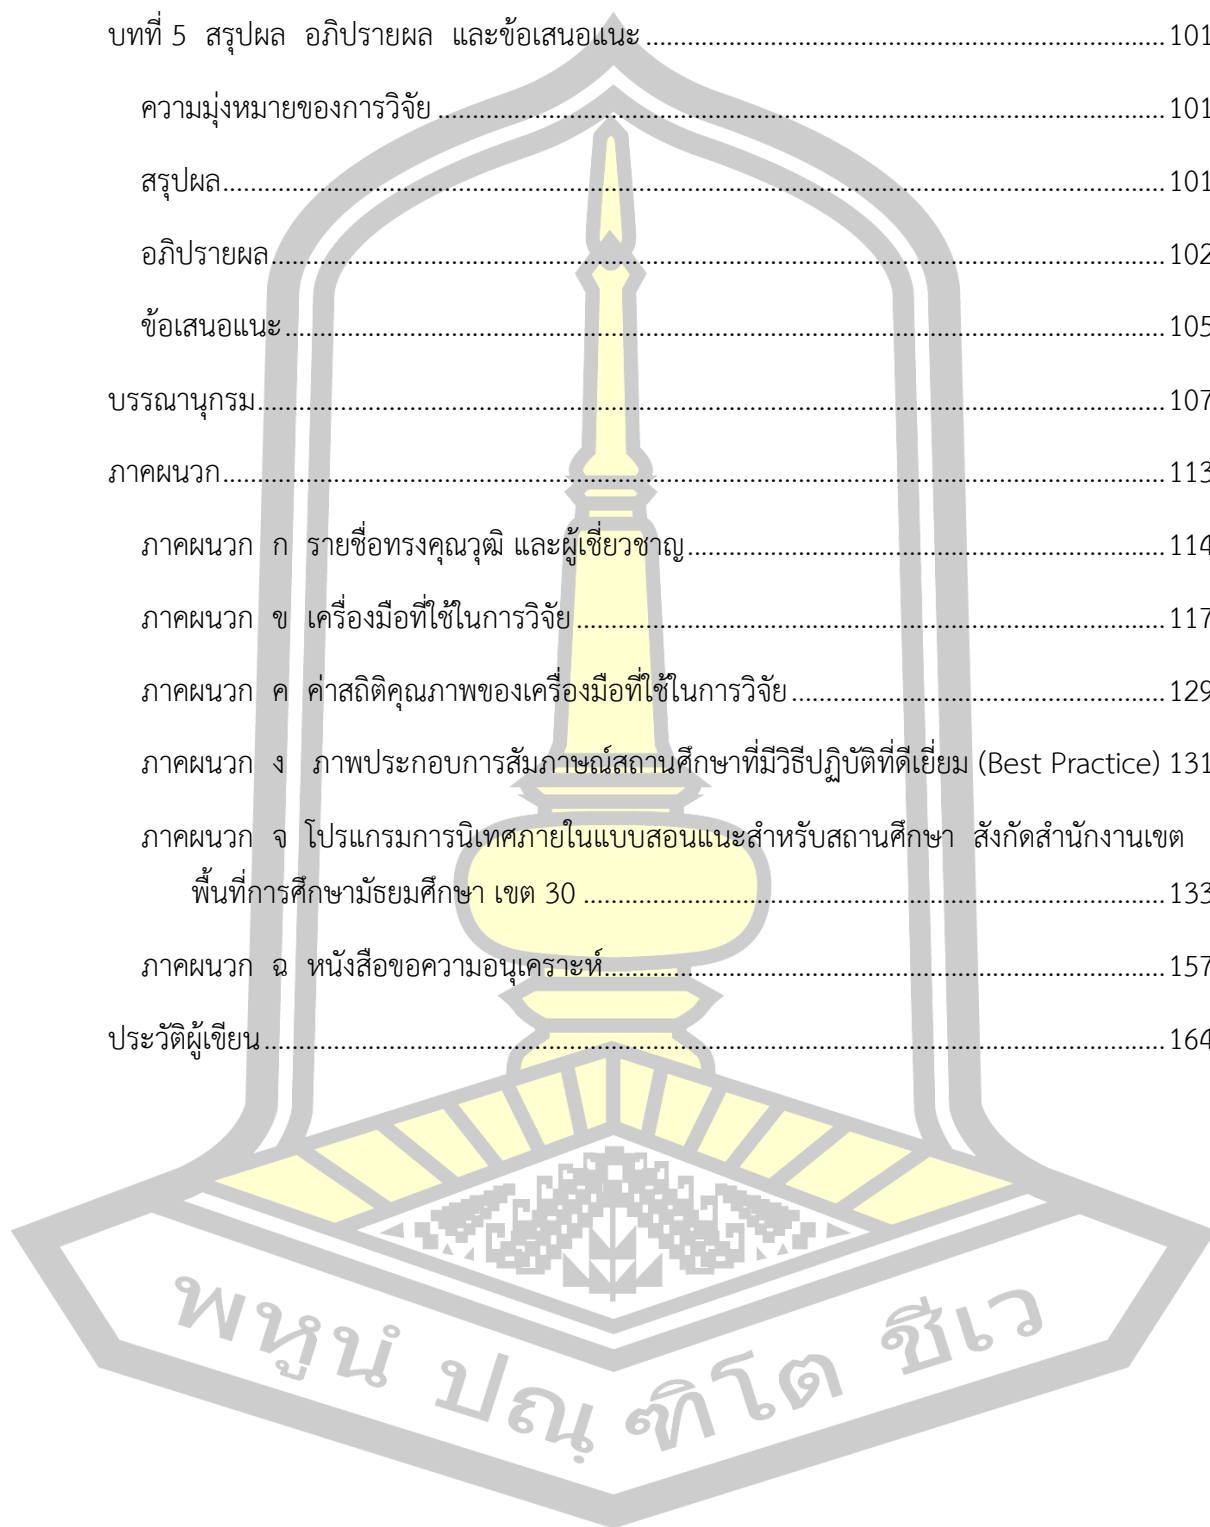 บทที่ 5  สรุปผล  อภิปรายผล  และข้อเสนอแนะ ........................................................................................ 101
ความมุ่งหมายของการวิจัย ........................................................................................ 101
สรุปผล ........................................................................................ 101
อภิปรายผล ........................................................................................ 102
ข้อเสนอแนะ ........................................................................................ 105
บรรณานุกรม ........................................................................................ 107
ภาคผนวก ........................................................................................ 113
ภาคผนวก  ก  รายชื่อทรงคุณวุฒิ และผู้เชี่ยวชาญ ........................................................................................ 114
ภาคผนวก  ข  เครื่องมือที่ใช้ในการวิจัย ........................................................................................ 117
ภาคผนวก  ค  ค่าสถิติคุณภาพของเครื่องมือที่ใช้ในการวิจัย ........................................................................................ 129
ภาคผนวก  ง   ภาพประกอบการสัมภาษณ์สถานศึกษาที่มีวิธีปฏิบัติที่ดีเยี่ยม (Best Practice) 131
ภาคผนวก  จ  โปรแกรมการนิเทศภายในแบบสอนแนะสำหรับสถานศึกษา  สังกัดสำนักงานเขต
พื้นที่การศึกษามัธยมศึกษา เขต 30 ........................................................................................ 133
ภาคผนวก  ฉ  หนังสือขอความอนุเคราะห์ ........................................................................................ 157
ประวัติผู้เขียน ........................................................................................ 164
พหูนํ ปณฺฑิโต ชีเว